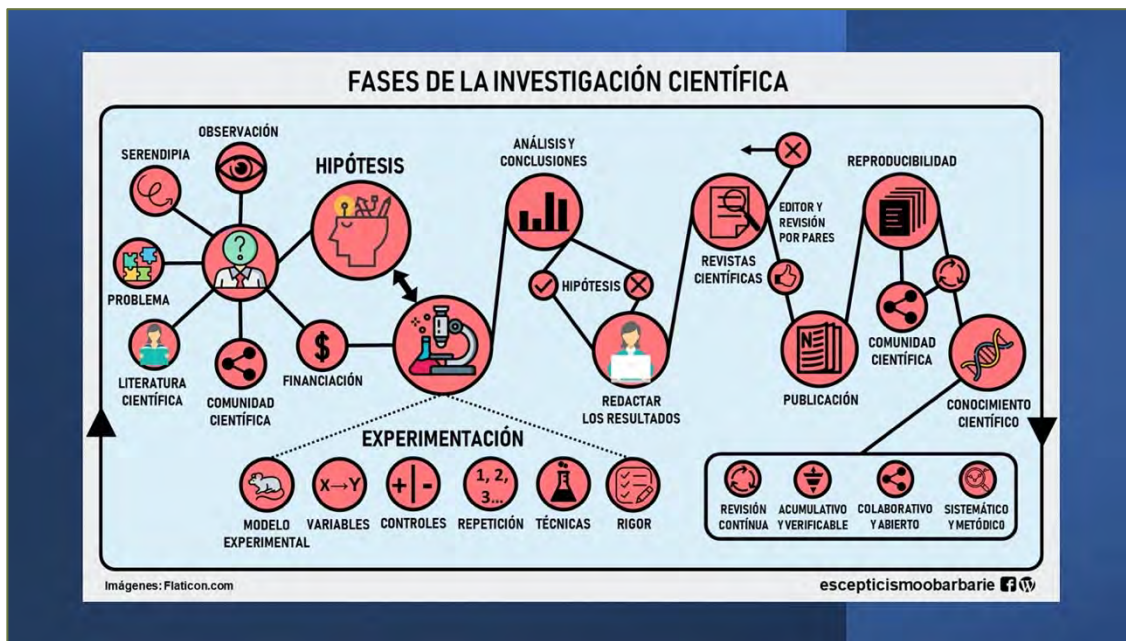 FASES DE LA INVESTIGACIÓN CIENTÍFICA
OBSERVACIÓN
SERENDIPIA
HIPÓTESIS
?
PROBLEMA
LITERATURA
CIENTÍFICA
COMUNIDAD
CIENTÍFICA
$
FINANCIACIÓN
EXPERIMENTACIÓN
MODELO
EXPERIMENTAL
X→Y
VARIABLES
+|-
CONTROLES
1, 2,
3...
REPETICIÓN
TÉCNICAS
RIGOR
ANÁLISIS Y
CONCLUSIONES
HIPÓTESIS
REDACTAR
LOS RESULTADOS
REVISTAS
CIENTÍFICAS
EDITOR Y
REVISIÓN
POR PARES
N
PUBLICACIÓN
REPRODUCIBILIDAD
COMUNIDAD
CIENTÍFICA
CONOCIMIENTO
CIENTÍFICO
REVISIÓN
CONTÍNUA
ACUMULATIVO
Y VERIFICABLE
COLABORATIVO
Y ABIERTO
SISTEMÁTICO
Y METÓDICO
Imágenes: Flaticon.com
escepticismoobarbarie